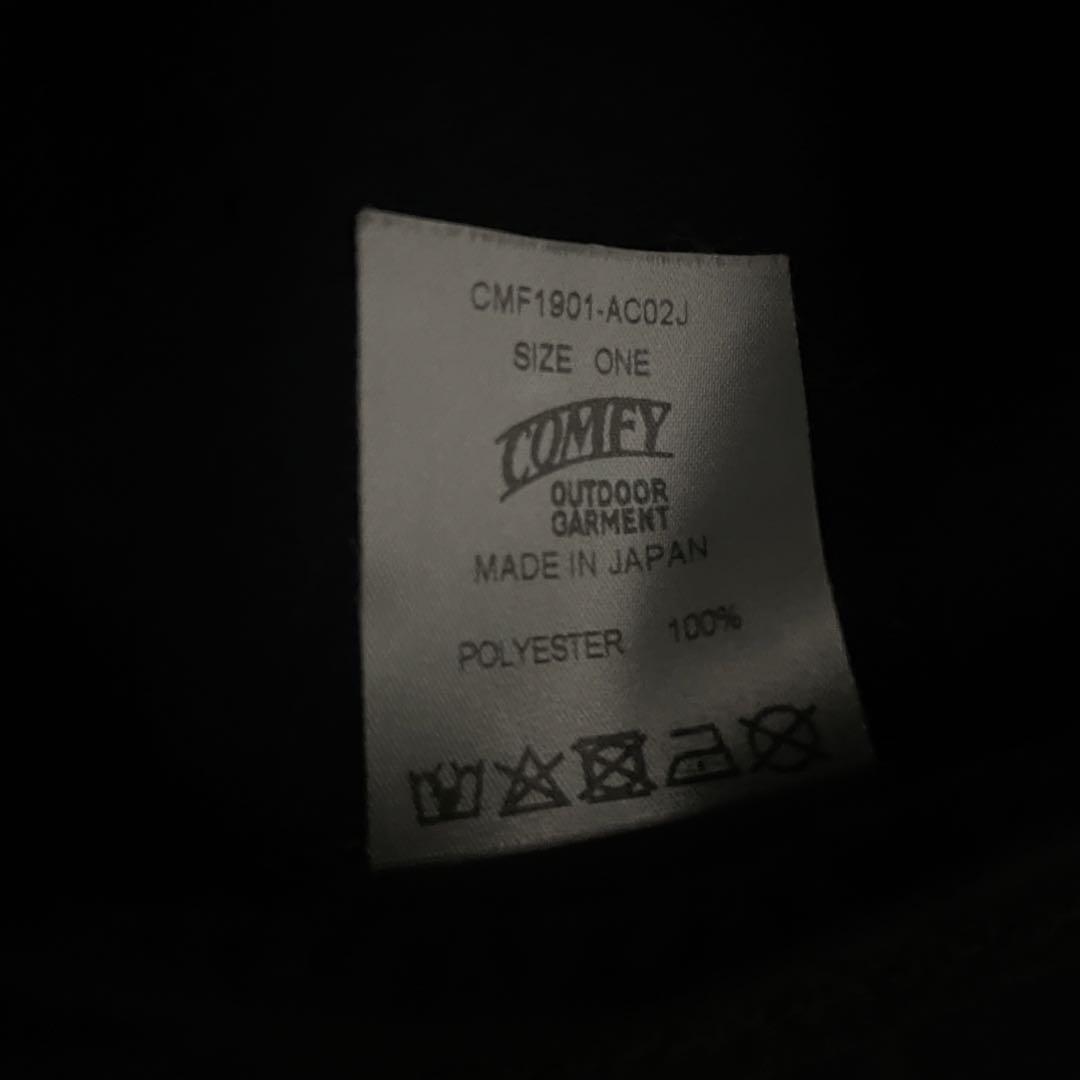 CMF1901-AC02J
SIZE ONE
COMFY
OUTDOOR
GARMENT
MADE IN JAPAN
POLYESTER 100%